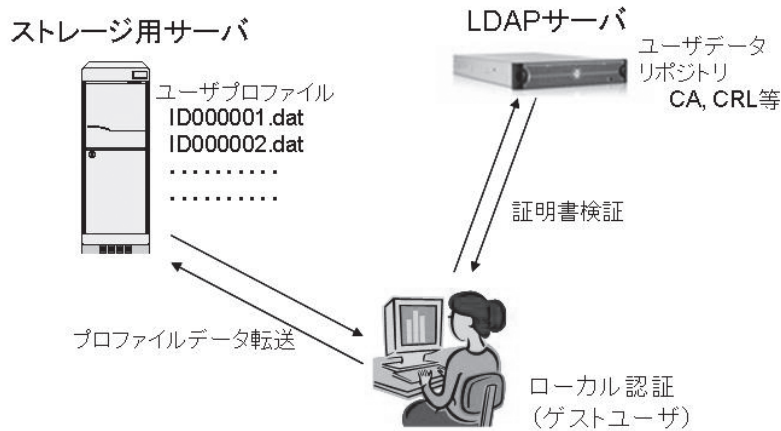 ストレージ用サーバ
ユーザプロファイル
ID000001.dat
ID000002.dat
・・・・・・・・・・
・・・・・・・・・・
LDAPサーバ
ユーザデータ
リポジトリ
CA, CRL等
証明書検証
プロファイルデータ転送
ローカル認証
（ゲストユーザ）